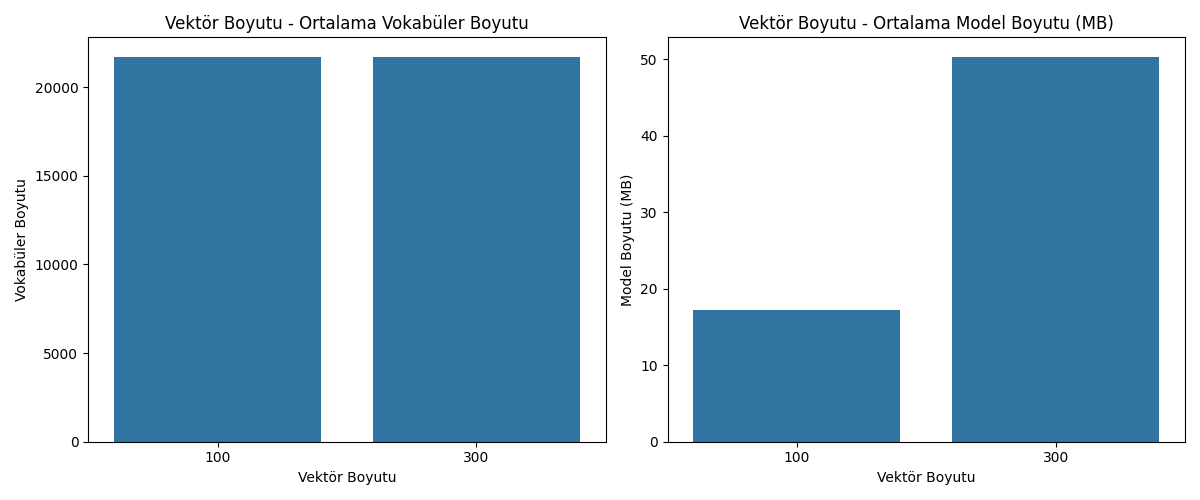 Vektör Boyutu - Ortalama Vokabüler Boyutu
Vokabüler Boyutu
20000
15000
10000
5000
0
100
300
Vektör Boyutu
Vektör Boyutu - Ortalama Model Boyutu (MB)
Model Boyutu (MB)
50
40
30
20
10
0
100
300
Vektör Boyutu